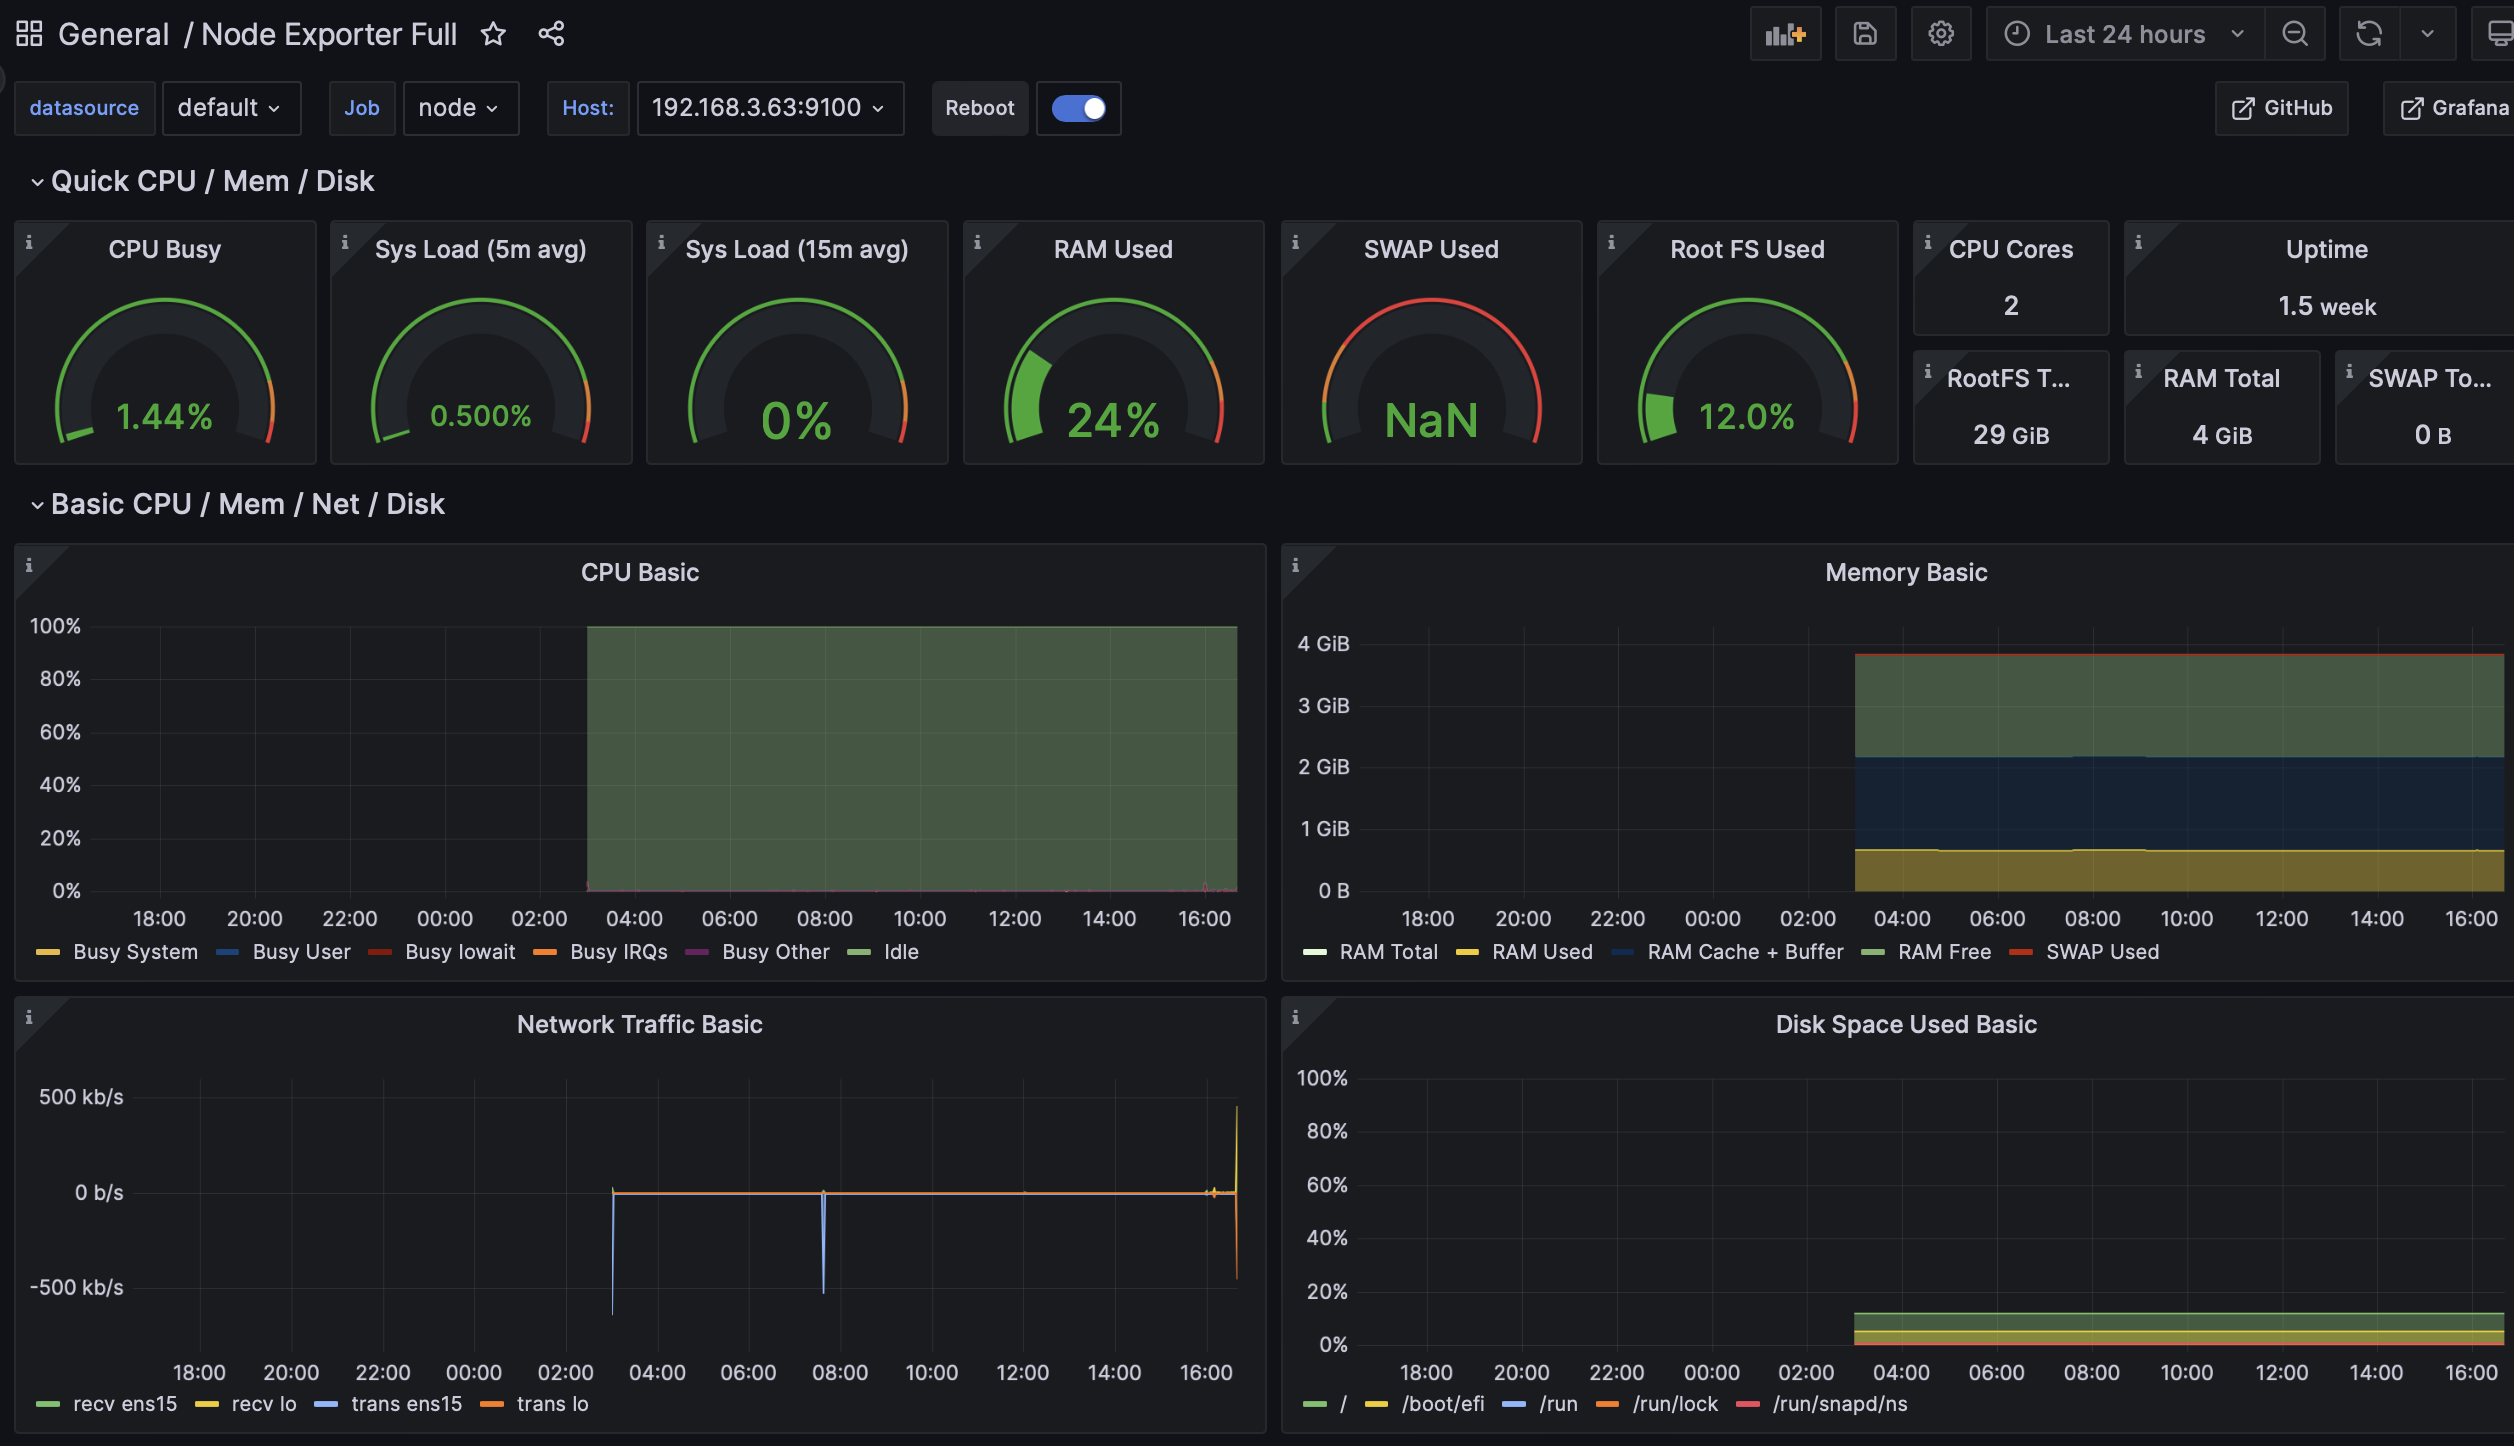 General / Node Exporter Full
Last 24 hours
datasource default Job node Host: 192.168.3.63:9100 Reboot GitHub Grafana
Quick CPU / Mem / Disk
CPU Busy
1.44%
Sys Load (5m avg)
0.500%
Sys Load (15m avg)
0%
RAM Used
24%
SWAP Used
NaN
Root FS Used
12.0%
CPU Cores
2
Uptime
1.5 week
RootFS T...
29 GiB
RAM Total
4 GiB
SWAP To...
0 B
Basic CPU / Mem / Net / Disk
CPU Basic
100%
80%
60%
40%
20%
0%
18:00 20:00 22:00 00:00 02:00 04:00 06:00 08:00 10:00 12:00 14:00 16:00
Busy System Busy User Busy Iowait Busy IRQs Busy Other Idle
Memory Basic
4 GiB
3 GiB
2 GiB
1 GiB
0 B
18:00 20:00 22:00 00:00 02:00 04:00 06:00 08:00 10:00 12:00 14:00 16:00
RAM Total RAM Used RAM Cache + Buffer RAM Free SWAP Used
Network Traffic Basic
500 kb/s
0 b/s
-500 kb/s
18:00 20:00 22:00 00:00 02:00 04:00 06:00 08:00 10:00 12:00 14:00 16:00
recv ens15 recv lo trans ens15 trans lo
Disk Space Used Basic
100%
80%
60%
40%
20%
0%
18:00 20:00 22:00 00:00 02:00 04:00 06:00 08:00 10:00 12:00 14:00 16:00
/ /boot/efi /run /run/lock /run/snapd/ns